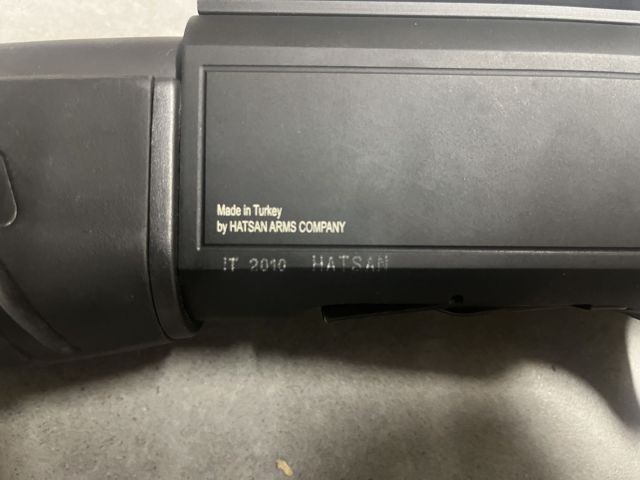 Made in Turkey
by HATSAN ARMS COMPANY
IT 2010 HATSAN